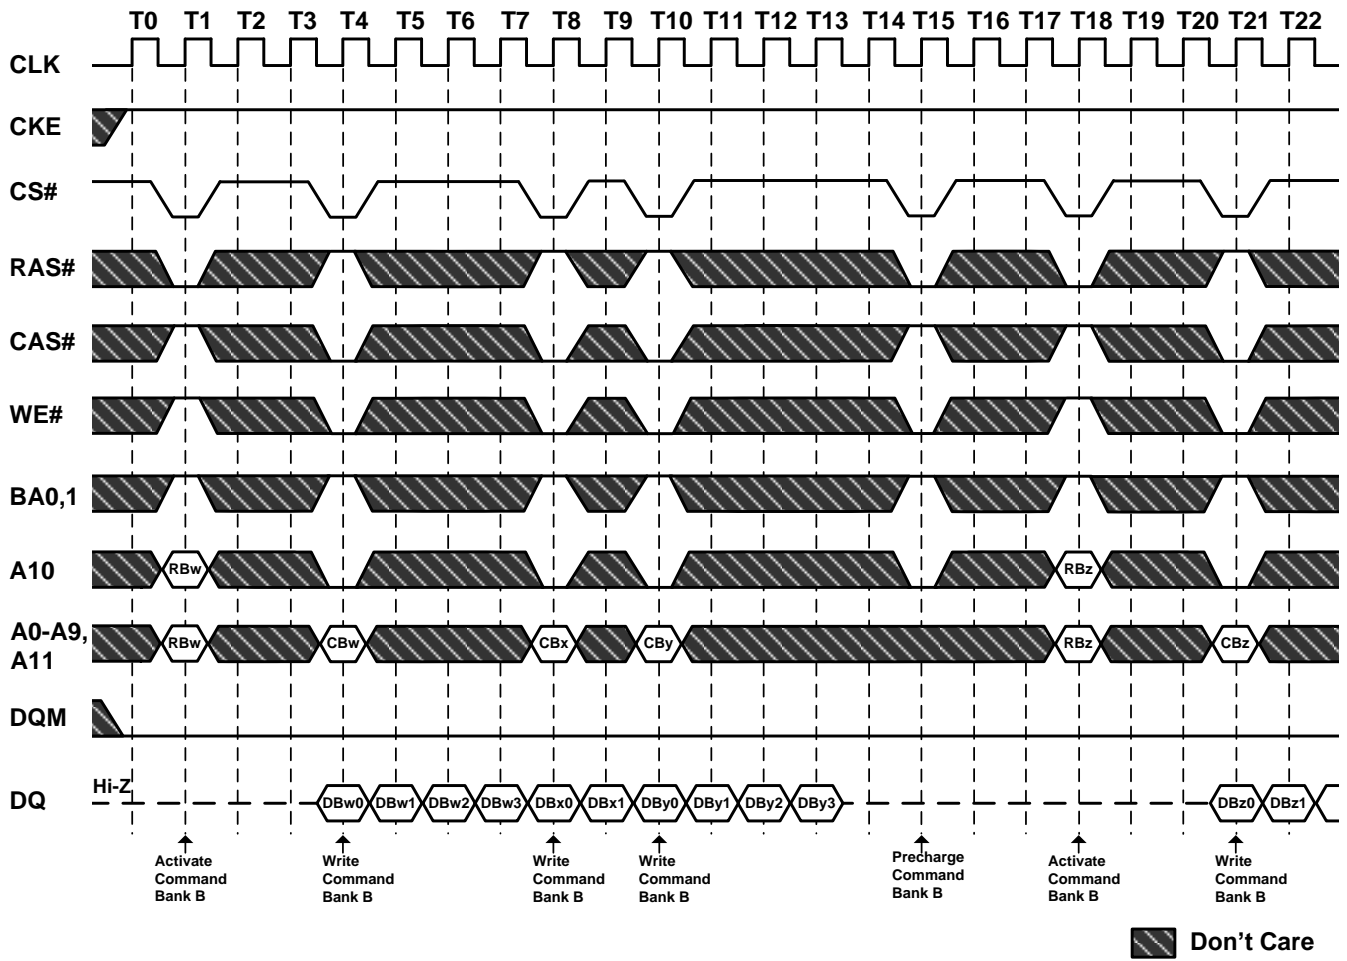 T0 T1 T2 T3 T4 T5 T6 T7 T8 T9 T10 T11 T12 T13 T14 T15 T16 T17 T18 T19 T20 T21 T22
CLK
CKE
CS#
RAS#
CAS#
WE#
BA0,1
A10
RBw
RBz
A0-A9,
A11
RBw
CBw
CBx
CBy
RBz
CBz
DQM
DQ
Hi-Z
DBw0 DBw1 DBw2 DBw3 DBx0 DBx1 DBy0 DBy1 DBy2 DBy3 DBz0 DBz1
Activate
Command
Bank B
Write
Command
Bank B
Write
Command
Bank B
Write
Command
Bank B
Precharge
Command
Bank B
Activate
Command
Bank B
Write
Command
Bank B
Don't Care